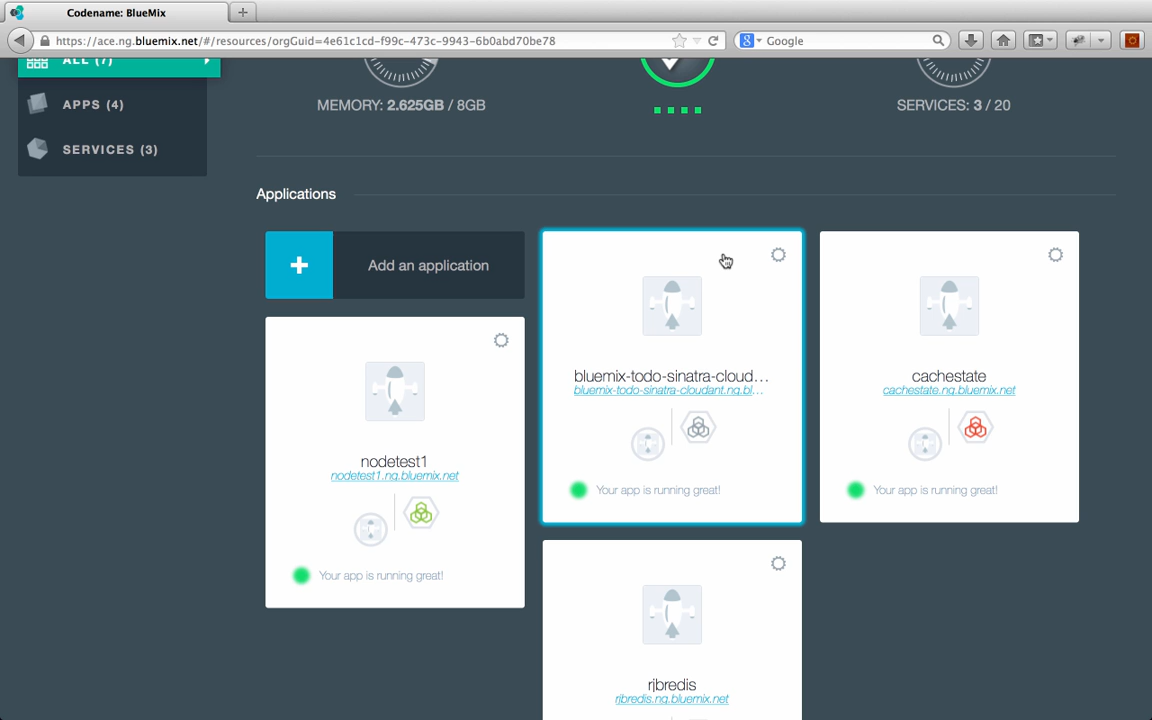 Codename: BlueMix
https://ace.ng.bluemix.net/#/resources/orgGuid=4e61c1cd-f99c-473c-9943-6b0abd70be78
Google
ALL (7)
APPS (4)
SERVICES (3)
MEMORY: 2.625GB / 8GB
SERVICES: 3 / 20
Applications
Add an application
bluemix-todo-sinatra-cloud...
bluemix-todo-sinatra-cloudant.ng.bl...
Your app is running great!
cachestate
cachestate.ng.bluemix.net
Your app is running great!
nodetest1
nodetest1.ng.bluemix.net
Your app is running great!
rjbredis
rjbredis.ng.bluemix.net